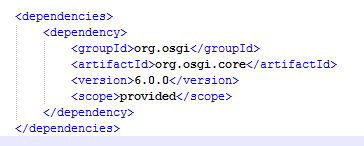 <dependencies>
<dependency>
<groupId>org.osgi</groupId>
<artifactId>org.osgi.core</artifactId>
<version>6.0.0</version>
<scope>provided</scope>
</dependency>
</dependencies>